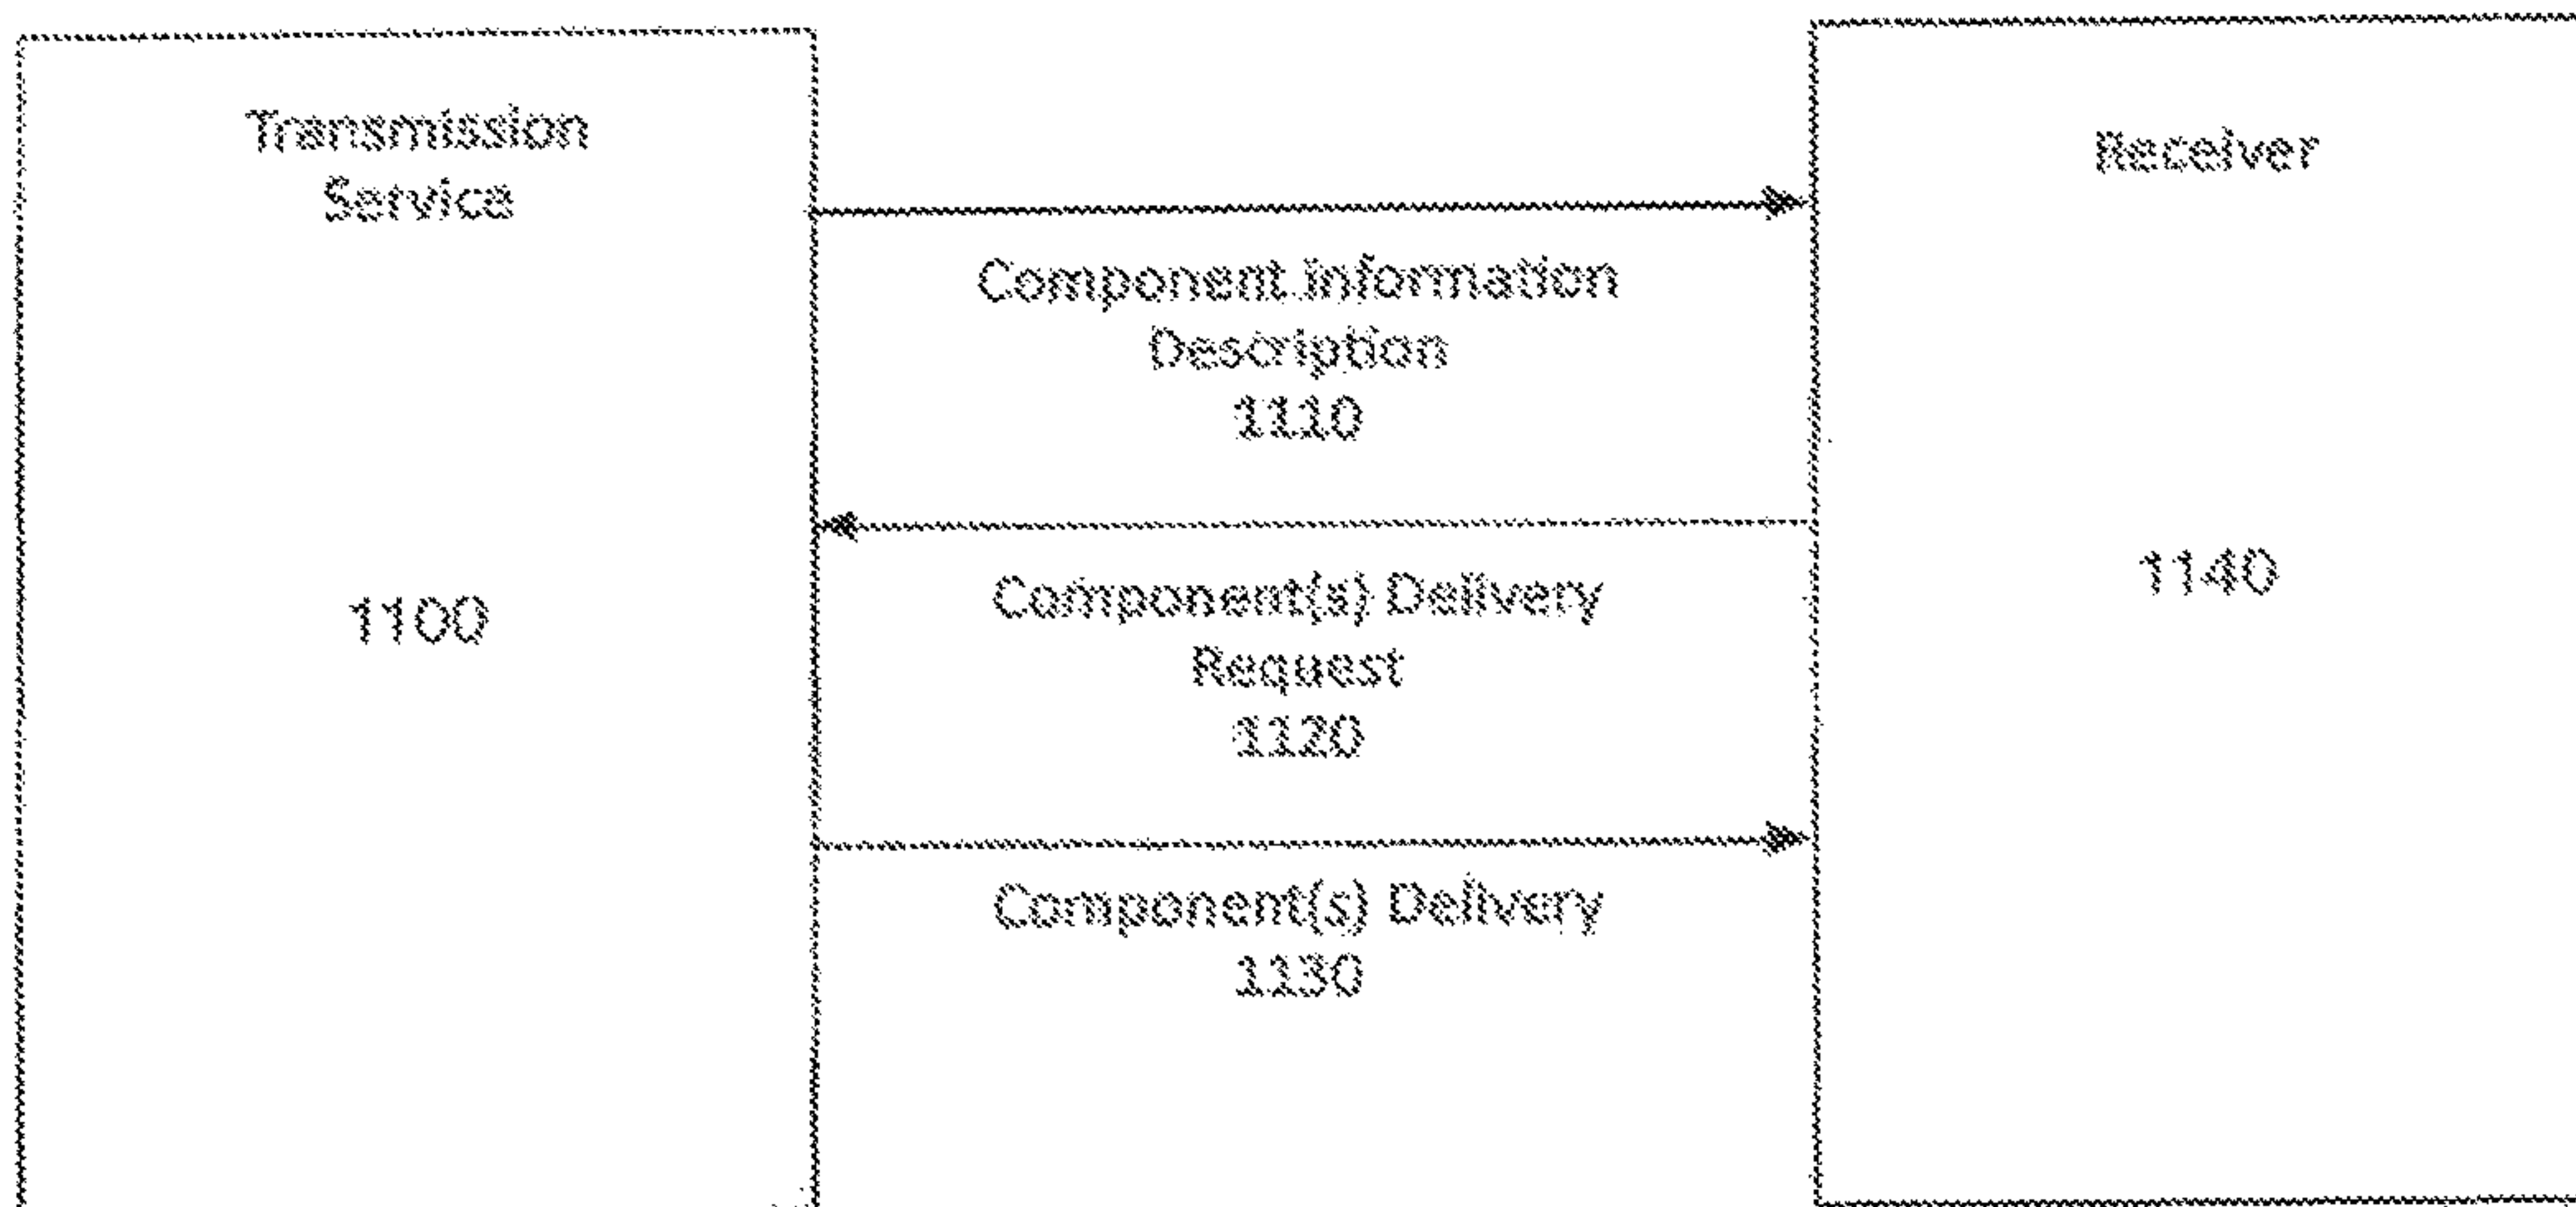 Transmission
Service
1100
Component Information
Description
1110
Component(s) Delivery
Request
1120
Component(s) Delivery
1130
Receiver
1140